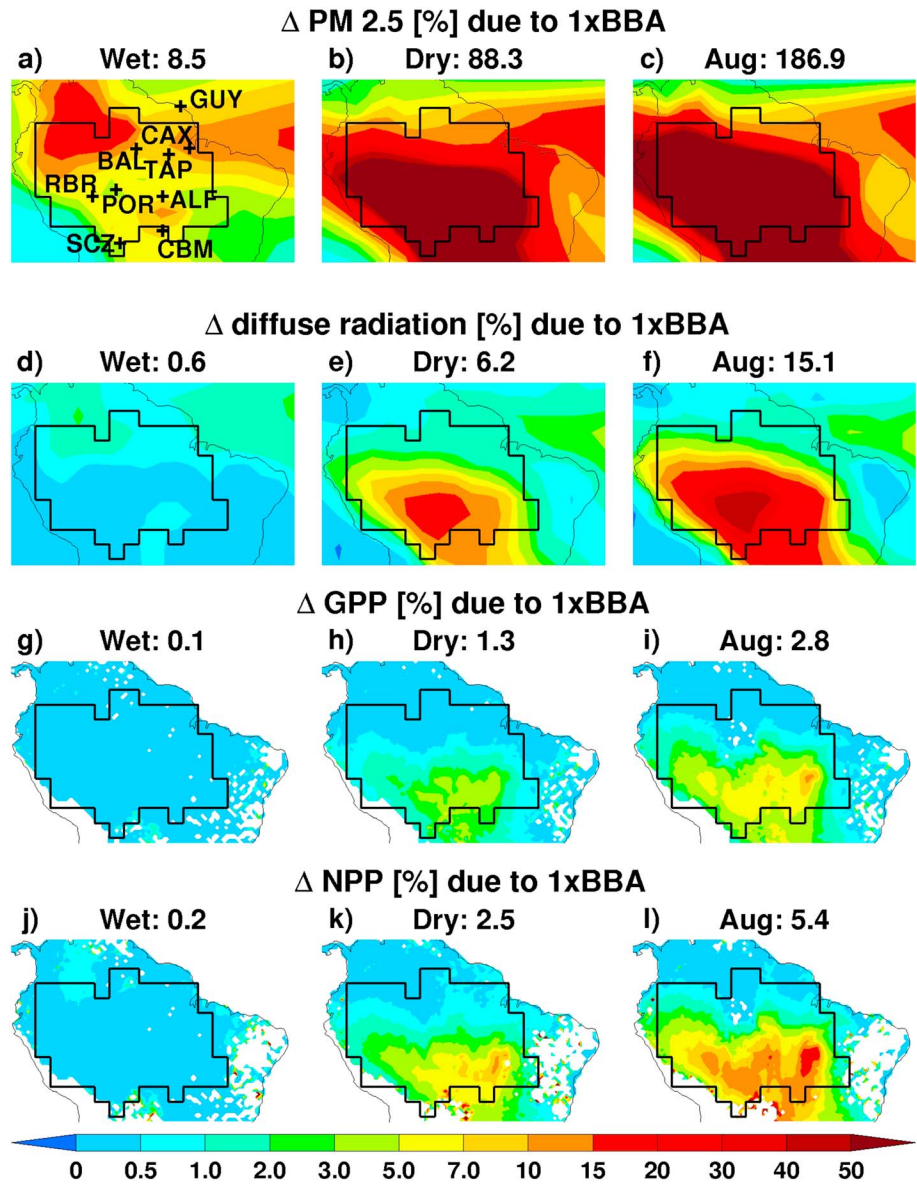 Δ PM 2.5 [%] due to 1xBBA
a) Wet: 8.5 b) Dry: 88.3 c) Aug: 186.9
GUY
CAX
BAL
TAP
RBR
POR
ALF
SCZ
CBM
Δ diffuse radiation [%] due to 1xBBA
d) Wet: 0.6 e) Dry: 6.2 f) Aug: 15.1
Δ GPP [%] due to 1xBBA
g) Wet: 0.1 h) Dry: 1.3 i) Aug: 2.8
Δ NPP [%] due to 1xBBA
j) Wet: 0.2 k) Dry: 2.5 l) Aug: 5.4
0 0.5 1.0 2.0 3.0 5.0 7.0 10 15 20 30 40 50